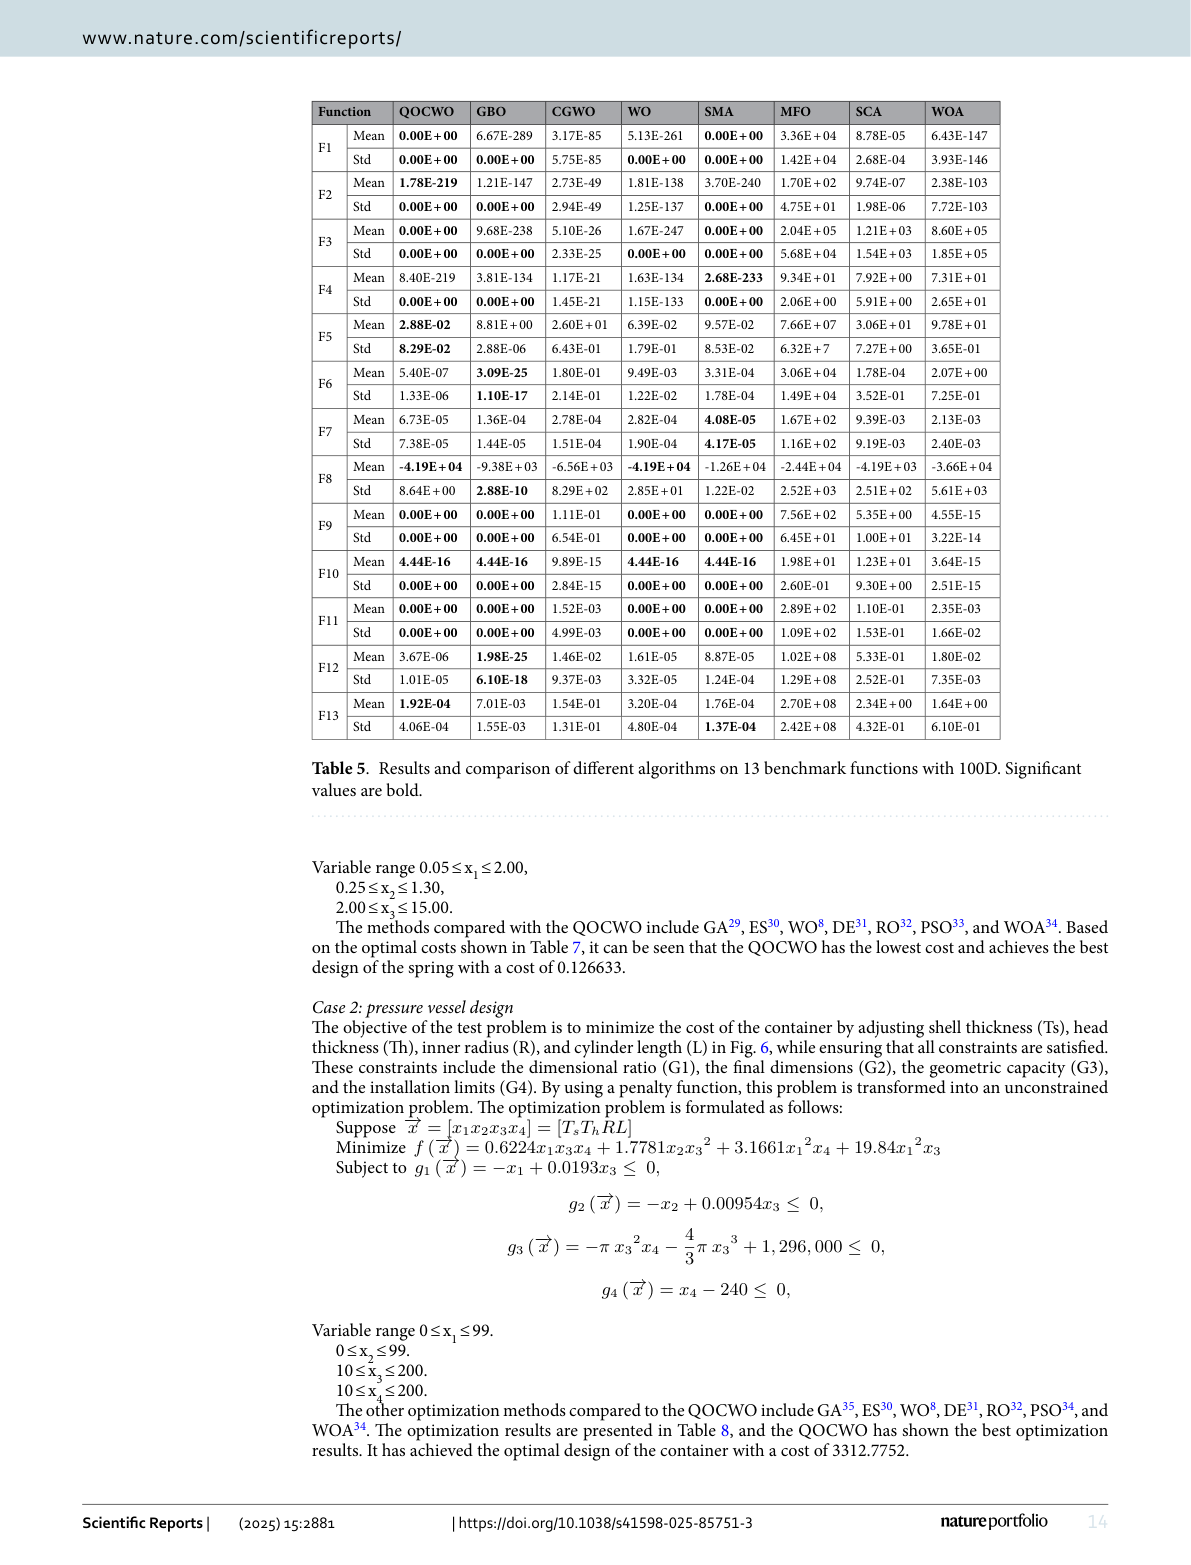 www.nature.com/scientificreports/
Function QOCWO GBO CGWO WO SMA MFO SCA WOA
F1 Mean 0.00E+00 6.67E-289 3.17E-85 5.13E-261 0.00E+00 3.36E+04 8.78E-05 6.43E-147
Std 0.00E+00 0.00E+00 5.75E-85 0.00E+00 0.00E+00 1.42E+04 2.68E-04 3.93E-146
F2 Mean 1.78E-219 1.21E-147 2.73E-49 1.81E-138 3.70E-240 1.70E+02 9.74E-07 2.38E-103
Std 0.00E+00 0.00E+00 2.94E-49 1.25E-137 0.00E+00 4.75E+01 1.98E-06 7.72E-103
F3 Mean 0.00E+00 9.68E-238 5.10E-26 1.67E-247 0.00E+00 2.04E+05 1.21E+03 8.60E+05
Std 0.00E+00 0.00E+00 2.33E-25 0.00E+00 0.00E+00 5.68E+04 1.54E+03 1.85E+05
F4 Mean 8.40E-219 3.81E-134 1.17E-21 1.63E-134 2.68E-233 9.34E+01 7.92E+00 7.31E+01
Std 0.00E+00 0.00E+00 1.45E-21 1.15E-133 0.00E+00 2.06E+00 5.91E+00 2.65E+01
F5 Mean 2.88E-02 8.81E+00 2.60E+01 6.39E-02 9.57E-02 7.66E+07 3.06E+01 9.78E+01
Std 8.29E-02 2.88E-06 6.43E-01 1.79E-01 8.53E-02 6.32E+7 7.27E+00 3.65E-01
F6 Mean 5.40E-07 3.09E-25 1.80E-01 9.49E-03 3.31E-04 3.06E+04 1.78E-04 2.07E+00
Std 1.33E-06 1.10E-17 2.14E-01 1.22E-02 1.78E-04 1.49E+04 3.52E-01 7.25E-01
F7 Mean 6.73E-05 1.36E-04 2.78E-04 2.82E-04 4.08E-05 1.67E+02 9.39E-03 2.13E-03
Std 7.38E-05 1.44E-05 1.51E-04 1.90E-04 4.17E-05 1.16E+02 9.19E-03 2.40E-03
F8 Mean -4.19E+04 -9.38E+03 -6.56E+03 -4.19E+04 -1.26E+04 -2.44E+04 -4.19E+03 -3.66E+04
Std 8.64E+00 2.88E-10 8.29E+02 2.85E+01 1.22E-02 2.52E+03 2.51E+02 5.61E+03
F9 Mean 0.00E+00 0.00E+00 1.11E-01 0.00E+00 0.00E+00 7.56E+02 5.35E+00 4.55E-15
Std 0.00E+00 0.00E+00 6.54E-01 0.00E+00 0.00E+00 6.45E+01 1.00E+01 3.22E-14
F10 Mean 4.44E-16 4.44E-16 9.89E-15 4.44E-16 4.44E-16 1.98E+01 1.23E+01 3.64E-15
Std 0.00E+00 0.00E+00 2.84E-15 0.00E+00 0.00E+00 2.60E-01 9.30E+00 2.51E-15
F11 Mean 0.00E+00 0.00E+00 1.52E-03 0.00E+00 0.00E+00 2.89E+02 1.10E-01 2.35E-03
Std 0.00E+00 0.00E+00 4.99E-03 0.00E+00 0.00E+00 1.09E+02 1.53E-01 1.66E-02
F12 Mean 3.67E-06 1.98E-25 1.46E-02 1.61E-05 8.87E-05 1.02E+08 5.33E-01 1.80E-02
Std 1.01E-05 6.10E-18 9.37E-03 3.32E-05 1.24E-04 1.29E+08 2.52E-01 7.35E-03
F13 Mean 1.92E-04 7.01E-03 1.54E-01 3.20E-04 1.76E-04 2.70E+08 2.34E+00 1.64E+00
Std 4.06E-04 1.55E-03 1.31E-01 4.80E-04 1.37E-04 2.42E+08 4.32E-01 6.10E-01
Table 5. Results and comparison of different algorithms on 13 benchmark functions with 100D. Significant
values are bold.
Variable range 0.05≤x₁≤2.00,
0.25≤x₂≤1.30,
2.00≤x₃≤15.00.
The methods compared with the QOCWO include GA²⁹, ES³⁰, WO⁸, DE³¹, RO³², PSO³³, and WOA³⁴. Based
on the optimal costs shown in Table 7, it can be seen that the QOCWO has the lowest cost and achieves the best
design of the spring with a cost of 0.126633.
Case 2: pressure vessel design
The objective of the test problem is to minimize the cost of the container by adjusting shell thickness (Ts), head
thickness (Th), inner radius (R), and cylinder length (L) in Fig. 6, while ensuring that all constraints are satisfied.
These constraints include the dimensional ratio (G1), the final dimensions (G2), the geometric capacity (G3),
and the installation limits (G4). By using a penalty function, this problem is transformed into an unconstrained
optimization problem. The optimization problem is formulated as follows:
Suppose x⃗ = [x₁x₂x₃x₄] = [TₛTₕRL]
Minimize f (x⃗) = 0.6224x₁x₃x₄ + 1.7781x₂x₃² + 3.1661x₁²x₄ + 19.84x₁²x₃
Subject to g₁ (x⃗) = −x₁ + 0.0193x₃ ≤ 0,
g₂ (x⃗) = −x₂ + 0.00954x₃ ≤ 0,
g₃ (x⃗) = −π x₃²x₄ − 4/3 π x₃³ + 1,296,000 ≤ 0,
g₄ (x⃗) = x₄ − 240 ≤ 0,
Variable range 0≤x₁≤99.
0≤x₂≤99.
10≤x₃≤200.
10≤x₄≤200.
The other optimization methods compared to the QOCWO include GA³⁵, ES³⁰, WO⁸, DE³¹, RO³², PSO³⁴, and
WOA³⁴. The optimization results are presented in Table 8, and the QOCWO has shown the best optimization
results. It has achieved the optimal design of the container with a cost of 3312.7752.
Scientific Reports | (2025) 15:2881 | https://doi.org/10.1038/s41598-025-85751-3 nature portfolio 14